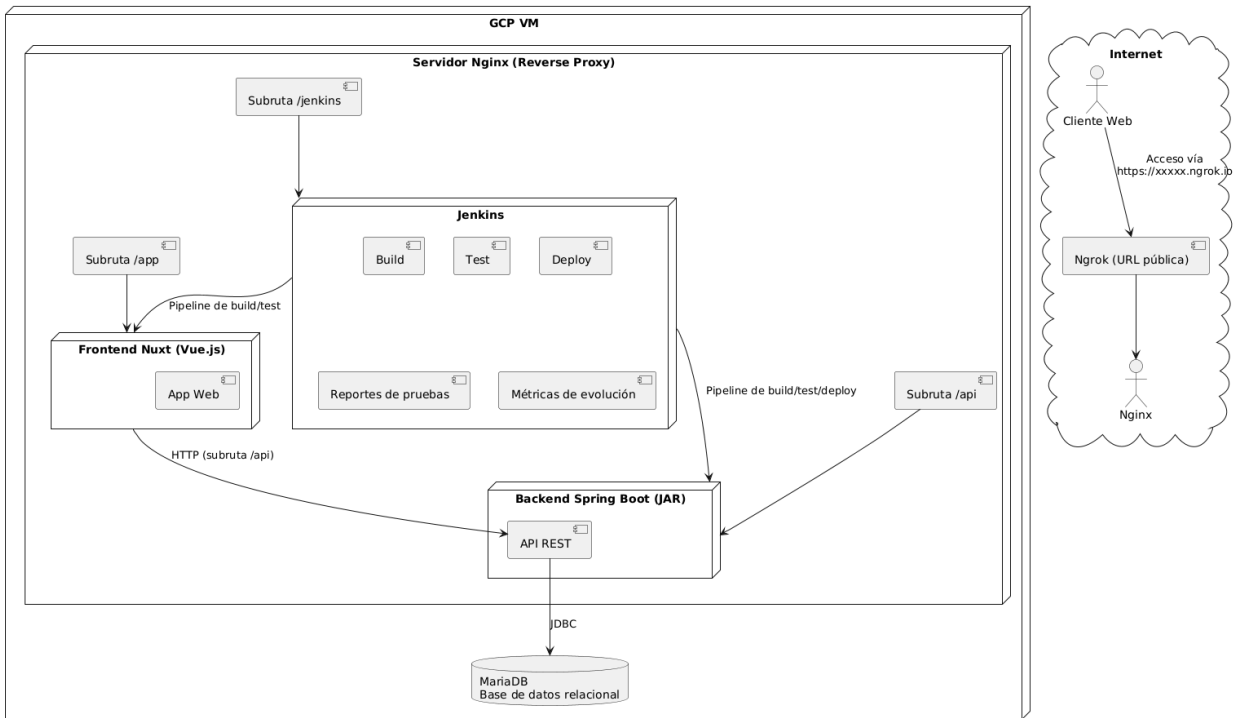 GCP VM
Servidor Nginx (Reverse Proxy)
Subruta /jenkins
Jenkins
Build
Test
Deploy
Subruta /app
Pipeline de build/test
Frontend Nuxt (Vue.js)
App Web
Reportes de pruebas
Métricas de evolución
Pipeline de build/test/deploy
Subruta /api
HTTP (subruta /api)
Backend Spring Boot (JAR)
API REST
JDBC
MariaDB
Base de datos relacional
Internet
Cliente Web
Acceso vía
https://xxxxx.ngrok.io
Ngrok (URL pública)
Nginx